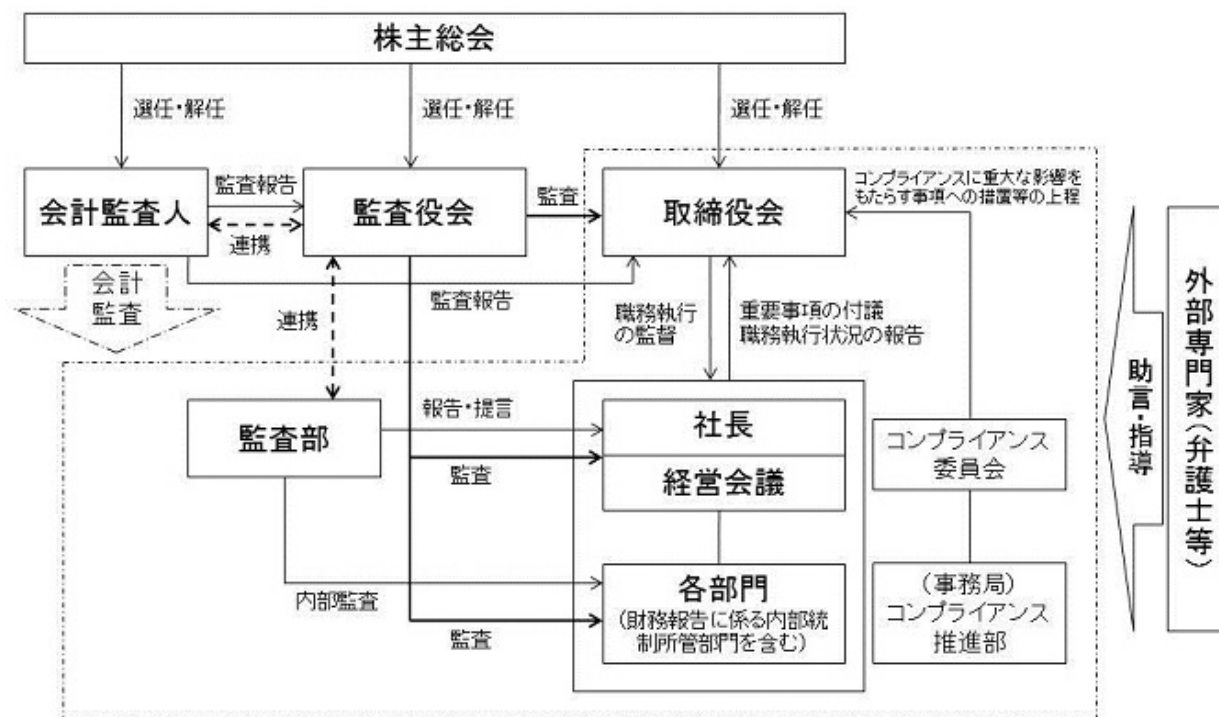 株主総会
選任・解任
選任・解任
選任・解任
会計監査人
監査報告
連携
監査役会
監査
取締役会
コンプライアンスに重大な影響を
もたらす事項への措置等の上程
会計
監査
監査報告
連携
職務執行
の監督
重要事項の付議
職務執行状況の報告
監査部
報告・提言
監査
社長
経営会議
コンプライアンス
委員会
内部監査
監査
各部門
(財務報告に係る内部統
制所管部門を含む)
(事務局)
コンプライアンス
推進部
助言・指導
外部専門家(弁護士等)